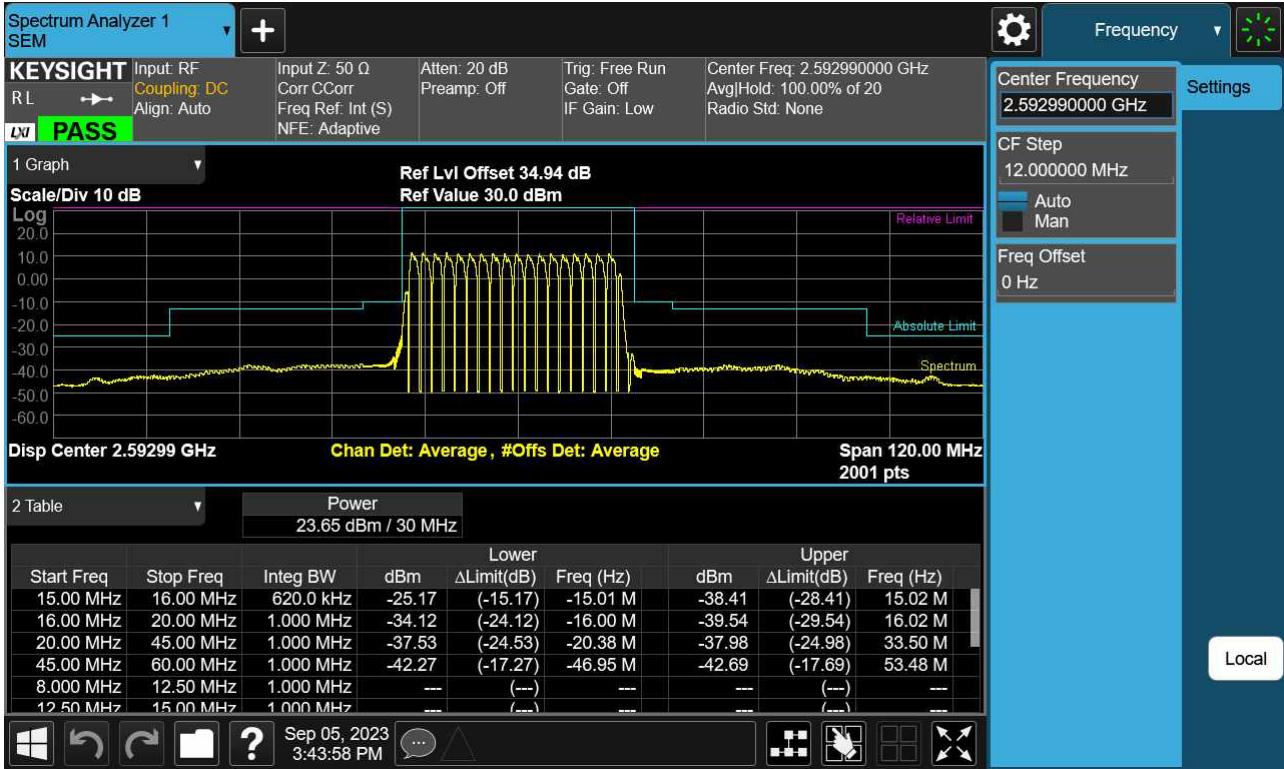 Spectrum Analyzer 1
SEM
Frequency
KEYSIGHT
R L
LXI
PASS
Input: RF
Coupling: DC
Align: Auto
Input Z: 50 Ω
Corr CCorr
Freq Ref: Int (S)
NFE: Adaptive
Atten: 20 dB
Preamp: Off
Trig: Free Run
Gate: Off
IF Gain: Low
Center Freq: 2.592990000 GHz
Avg|Hold: 100.00% of 20
Radio Std: None
Center Frequency
2.592990000 GHz
Settings
CF Step
12.000000 MHz
Auto
Man
Freq Offset
0 Hz
Local
1 Graph
Scale/Div 10 dB
Ref Lvl Offset 34.94 dB
Ref Value 30.0 dBm
Log
20.0
10.0
0.00
-10.0
-20.0
-30.0
-40.0
-50.0
-60.0
Relative Limit
Absolute Limit
Spectrum
Disp Center 2.59299 GHz
Chan Det: Average , #Offs Det: Average
Span 120.00 MHz
2001 pts
2 Table
Power
23.65 dBm / 30 MHz
Lower Upper
Start Freq Stop Freq Integ BW dBm ΔLimit(dB) Freq (Hz) dBm ΔLimit(dB) Freq (Hz)
15.00 MHz 16.00 MHz 620.0 kHz -25.17 (-15.17) -15.01 M -38.41 (-28.41) 15.02 M
16.00 MHz 20.00 MHz 1.000 MHz -34.12 (-24.12) -16.00 M -39.54 (-29.54) 16.02 M
20.00 MHz 45.00 MHz 1.000 MHz -37.53 (-24.53) -20.38 M -37.98 (-24.98) 33.50 M
45.00 MHz 60.00 MHz 1.000 MHz -42.27 (-17.27) -46.95 M -42.69 (-17.69) 53.48 M
8.000 MHz 12.50 MHz 1.000 MHz --- (---) --- --- (---) ---
12.50 MHz 15.00 MHz 1.000 MHz --- (---) --- --- (---) ---
Sep 05, 2023
3:43:58 PM